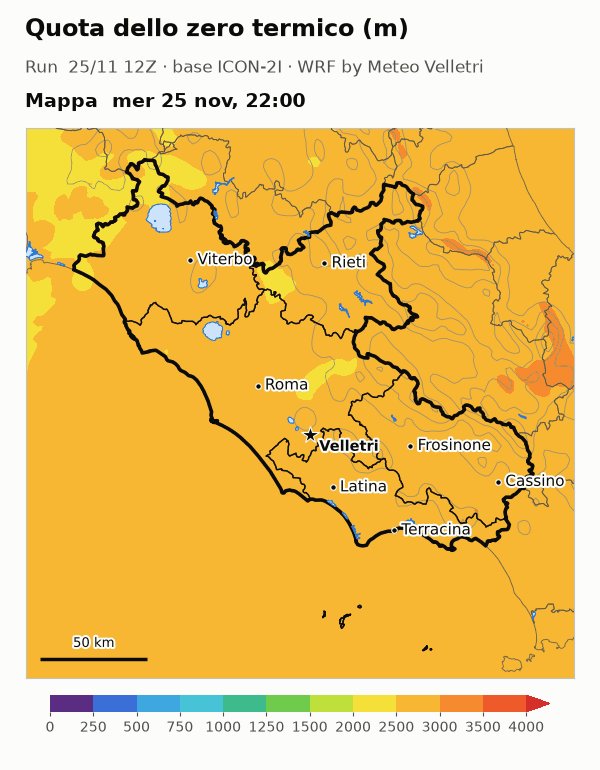 Quota dello zero termico (m)
Run  25/11 12Z · base ICON-2I · WRF by Meteo Velletri
Mappa  mer 25 nov, 22:00
Viterbo
Rieti
Roma
Velletri
Frosinone
Cassino
Latina
Terracina
50 km
0 250 500 750 1000 1250 1500 2000 2500 3000 3500 4000